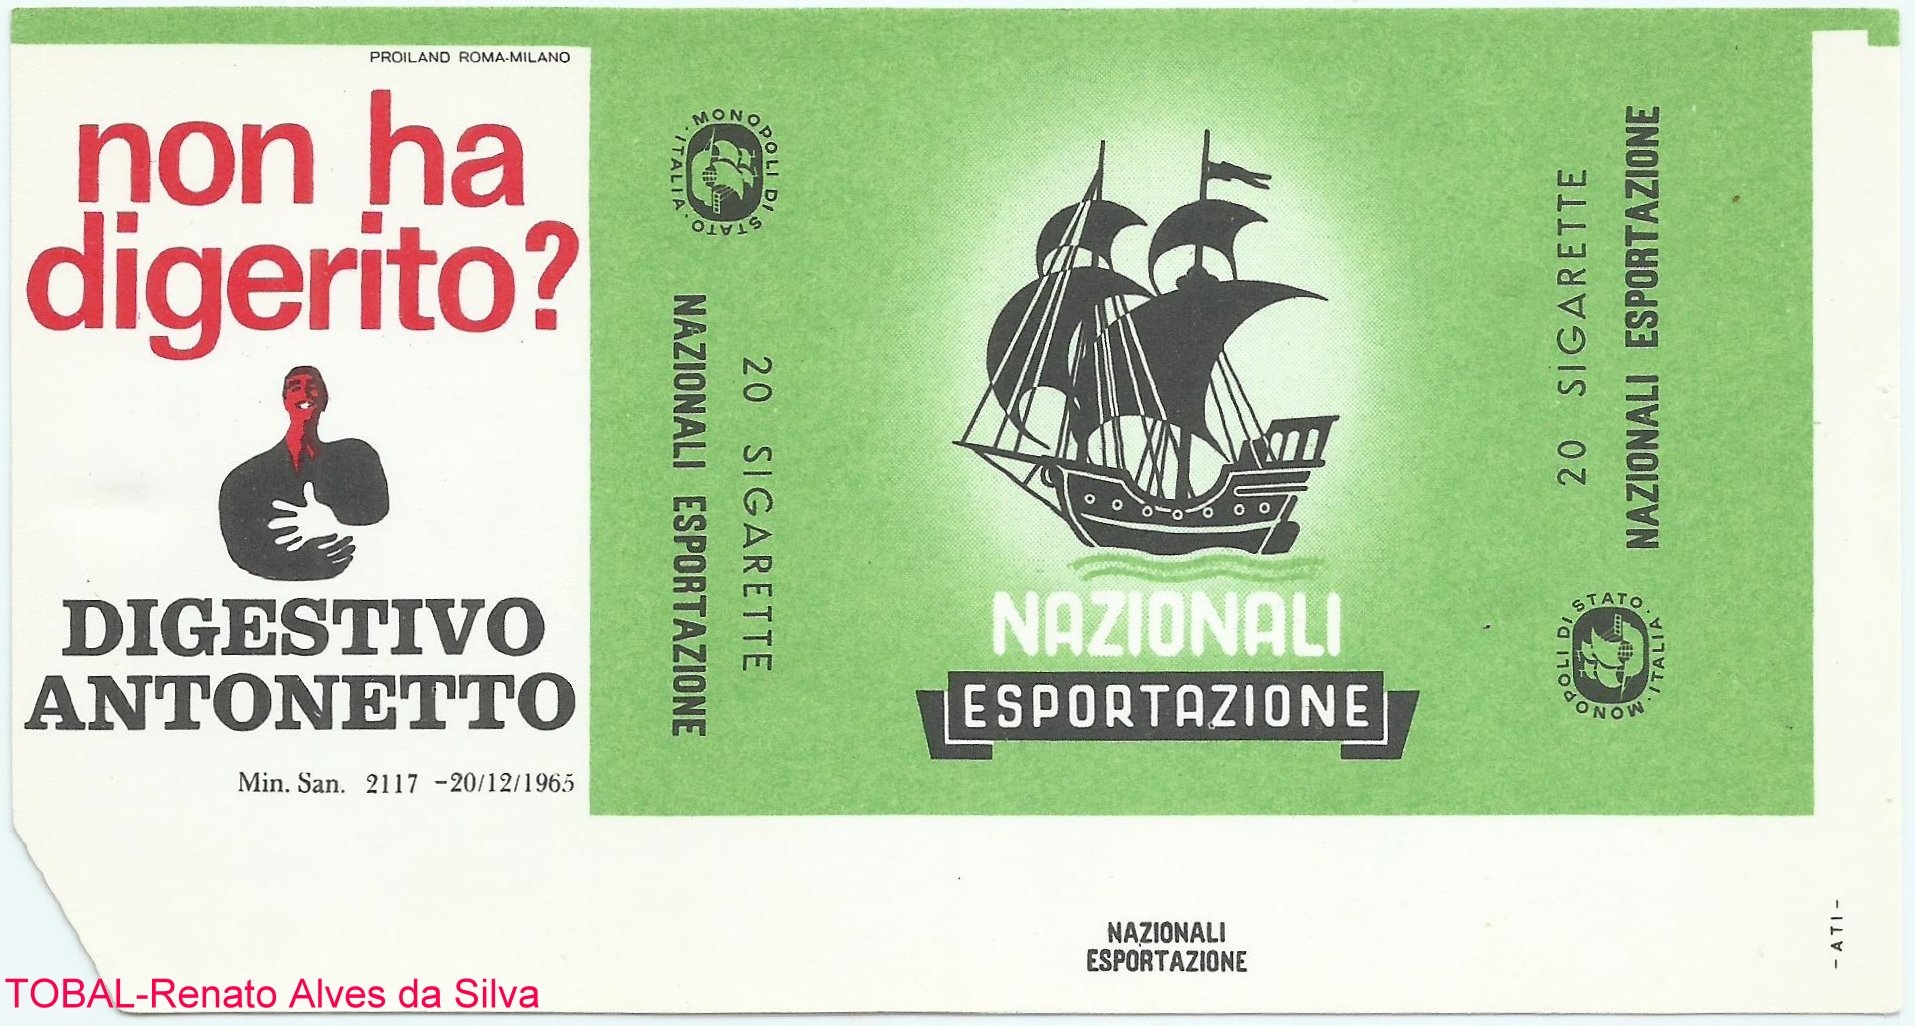 PROILAND ROMA-MILANO
non ha
digerito?
DIGESTIVO
ANTONETTO
Min. San. 2117 -20/12/1965
MONOPOLI DI STATO · ITALIA ·
NAZIONALI ESPORTAZIONE
20 SIGARETTE
NAZIONALI
ESPORTAZIONE
20 SIGARETTE
NAZIONALI ESPORTAZIONE
MONOPOLI DI STATO · ITALIA ·
NAZIONALI
ESPORTAZIONE
-ATI-
TOBAL-Renato Alves da Silva